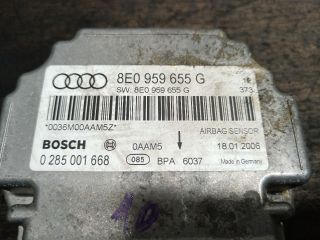 8E0 959 655 G
SW: 8E0 959 655 G
373
*0036M00AAM5Z*
AIRBAG SENSOR
BOSCH
0AAM5
18.01.2006
0 285 001 668
085
BPA 6037
Made in Germany